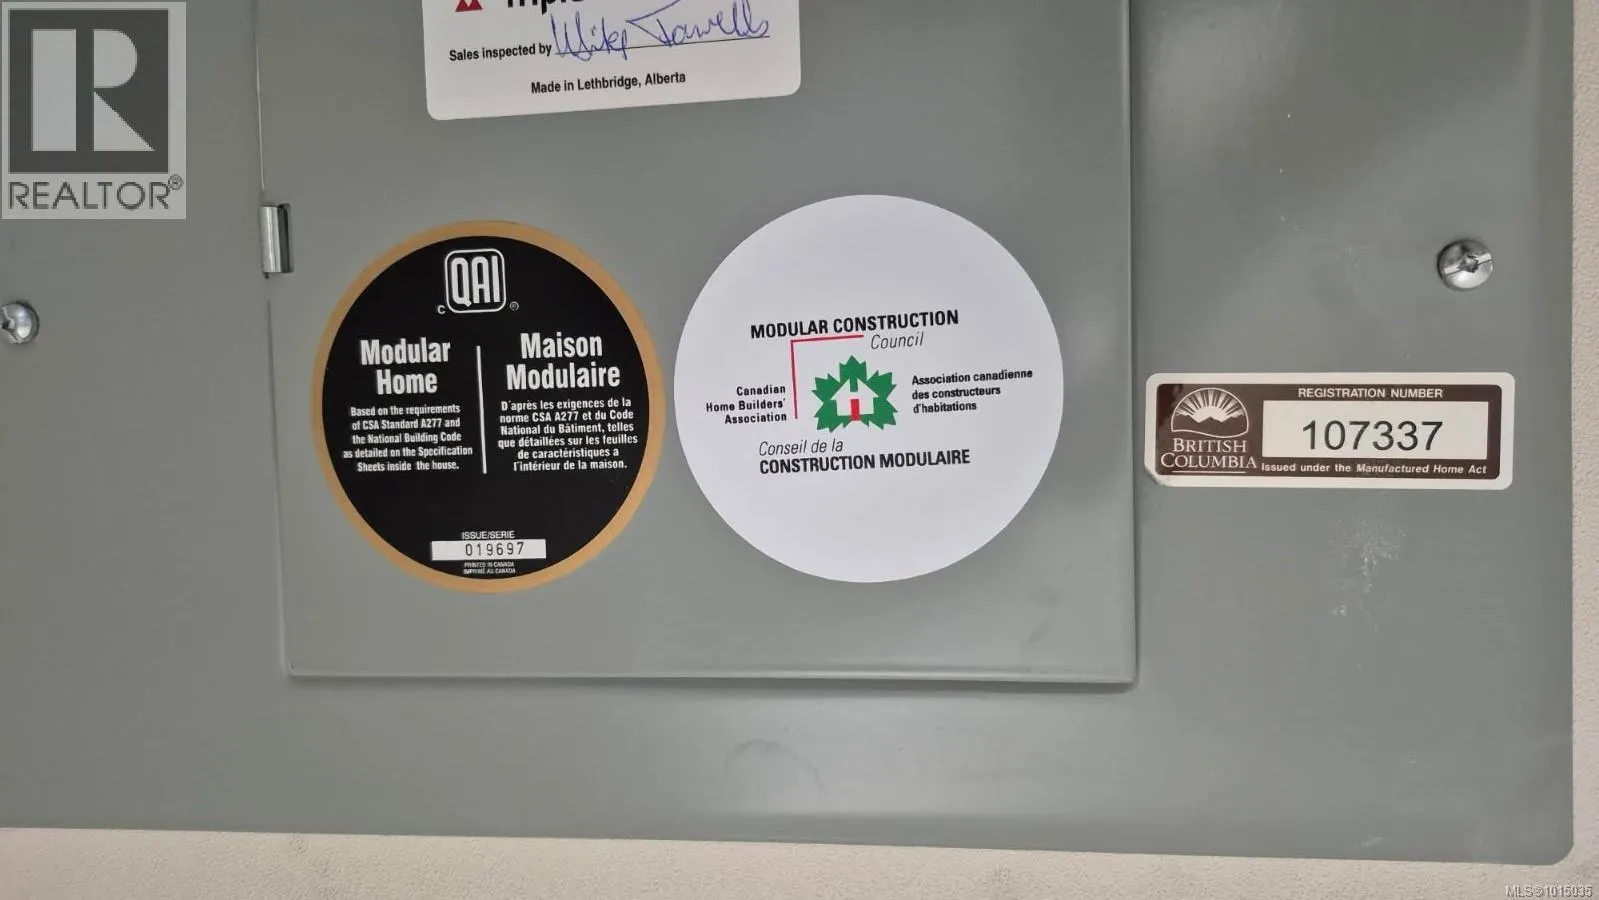 REALTOR®
Sales inspected by Mike
Made in Lethbridge, Alberta
C QAI ®
Modular
Home
Based on the requirements
of CSA Standard A277 and
the National Building Code
as detailed on the Specification
Sheets inside the house.
Maison
Modulaire
D'après les exigences de la
norme CSA A277 et du Code
National du Bâtiment, telles
que détaillées sur les feuilles
de caractéristiques a
l'intérieur de la maison.
ISSUE/SERIE
019697
PRINTED IN CANADA
IMPRIMÉ AU CANADA
MODULAR CONSTRUCTION
Council
Canadian
Home Builders'
Association
Association canadienne
des constructeurs
d'habitations
Conseil de la
CONSTRUCTION MODULAIRE
REGISTRATION NUMBER
107337
BRITISH
COLUMBIA
Issued under the Manufactured Home Act
MLS®1015035